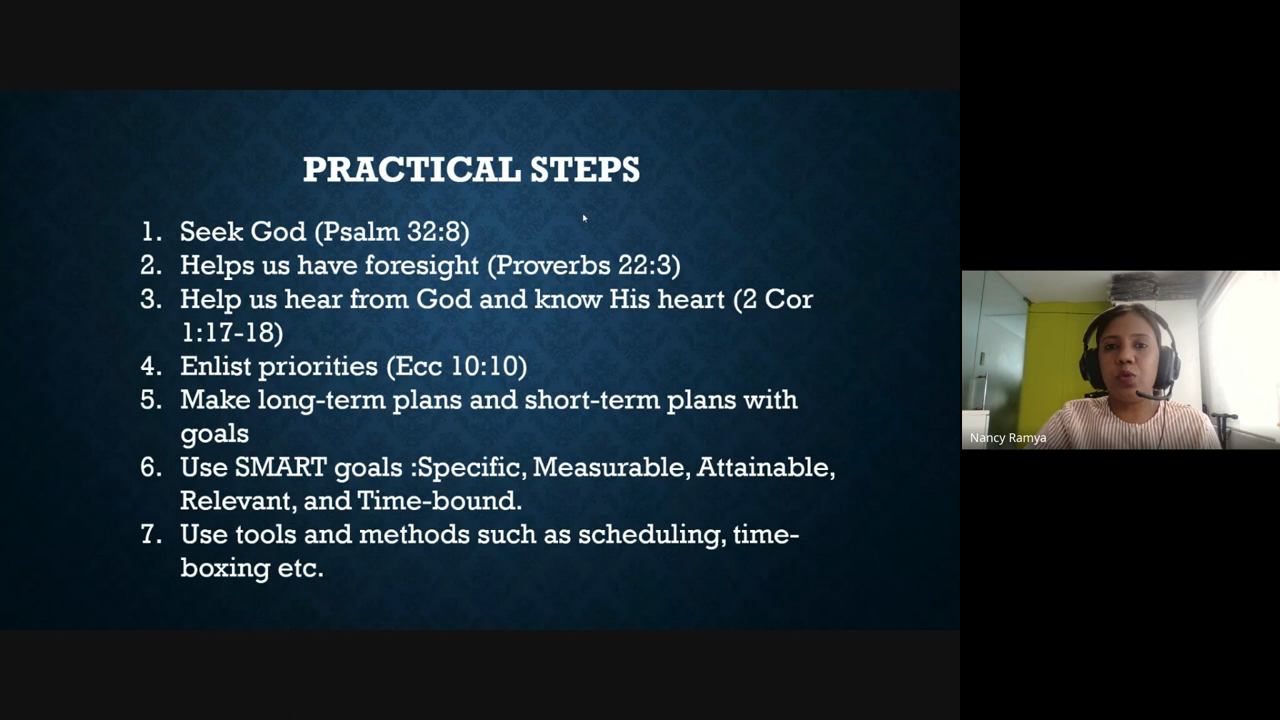 PRACTICAL STEPS
1. Seek God (Psalm 32:8)
2. Helps us have foresight (Proverbs 22:3)
3. Help us hear from God and know His heart (2 Cor
1:17-18)
4. Enlist priorities (Ecc 10:10)
5. Make long-term plans and short-term plans with
goals
6. Use SMART goals :Specific, Measurable, Attainable,
Relevant, and Time-bound.
7. Use tools and methods such as scheduling, time-
boxing etc.
Nancy Ramya